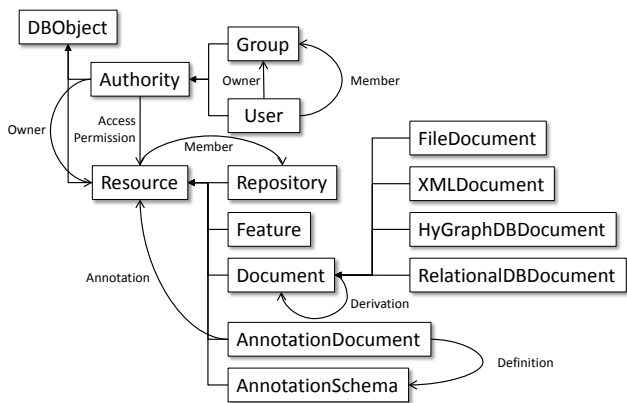 DBObject
Group
Authority
Owner
Member
User
Access
Permission
Owner
Member
FileDocument
Resource
Repository
XMLDocument
Feature
HyGraphDBDocument
Annotation
Document
RelationalDBDocument
Derivation
AnnotationDocument
Definition
AnnotationSchema